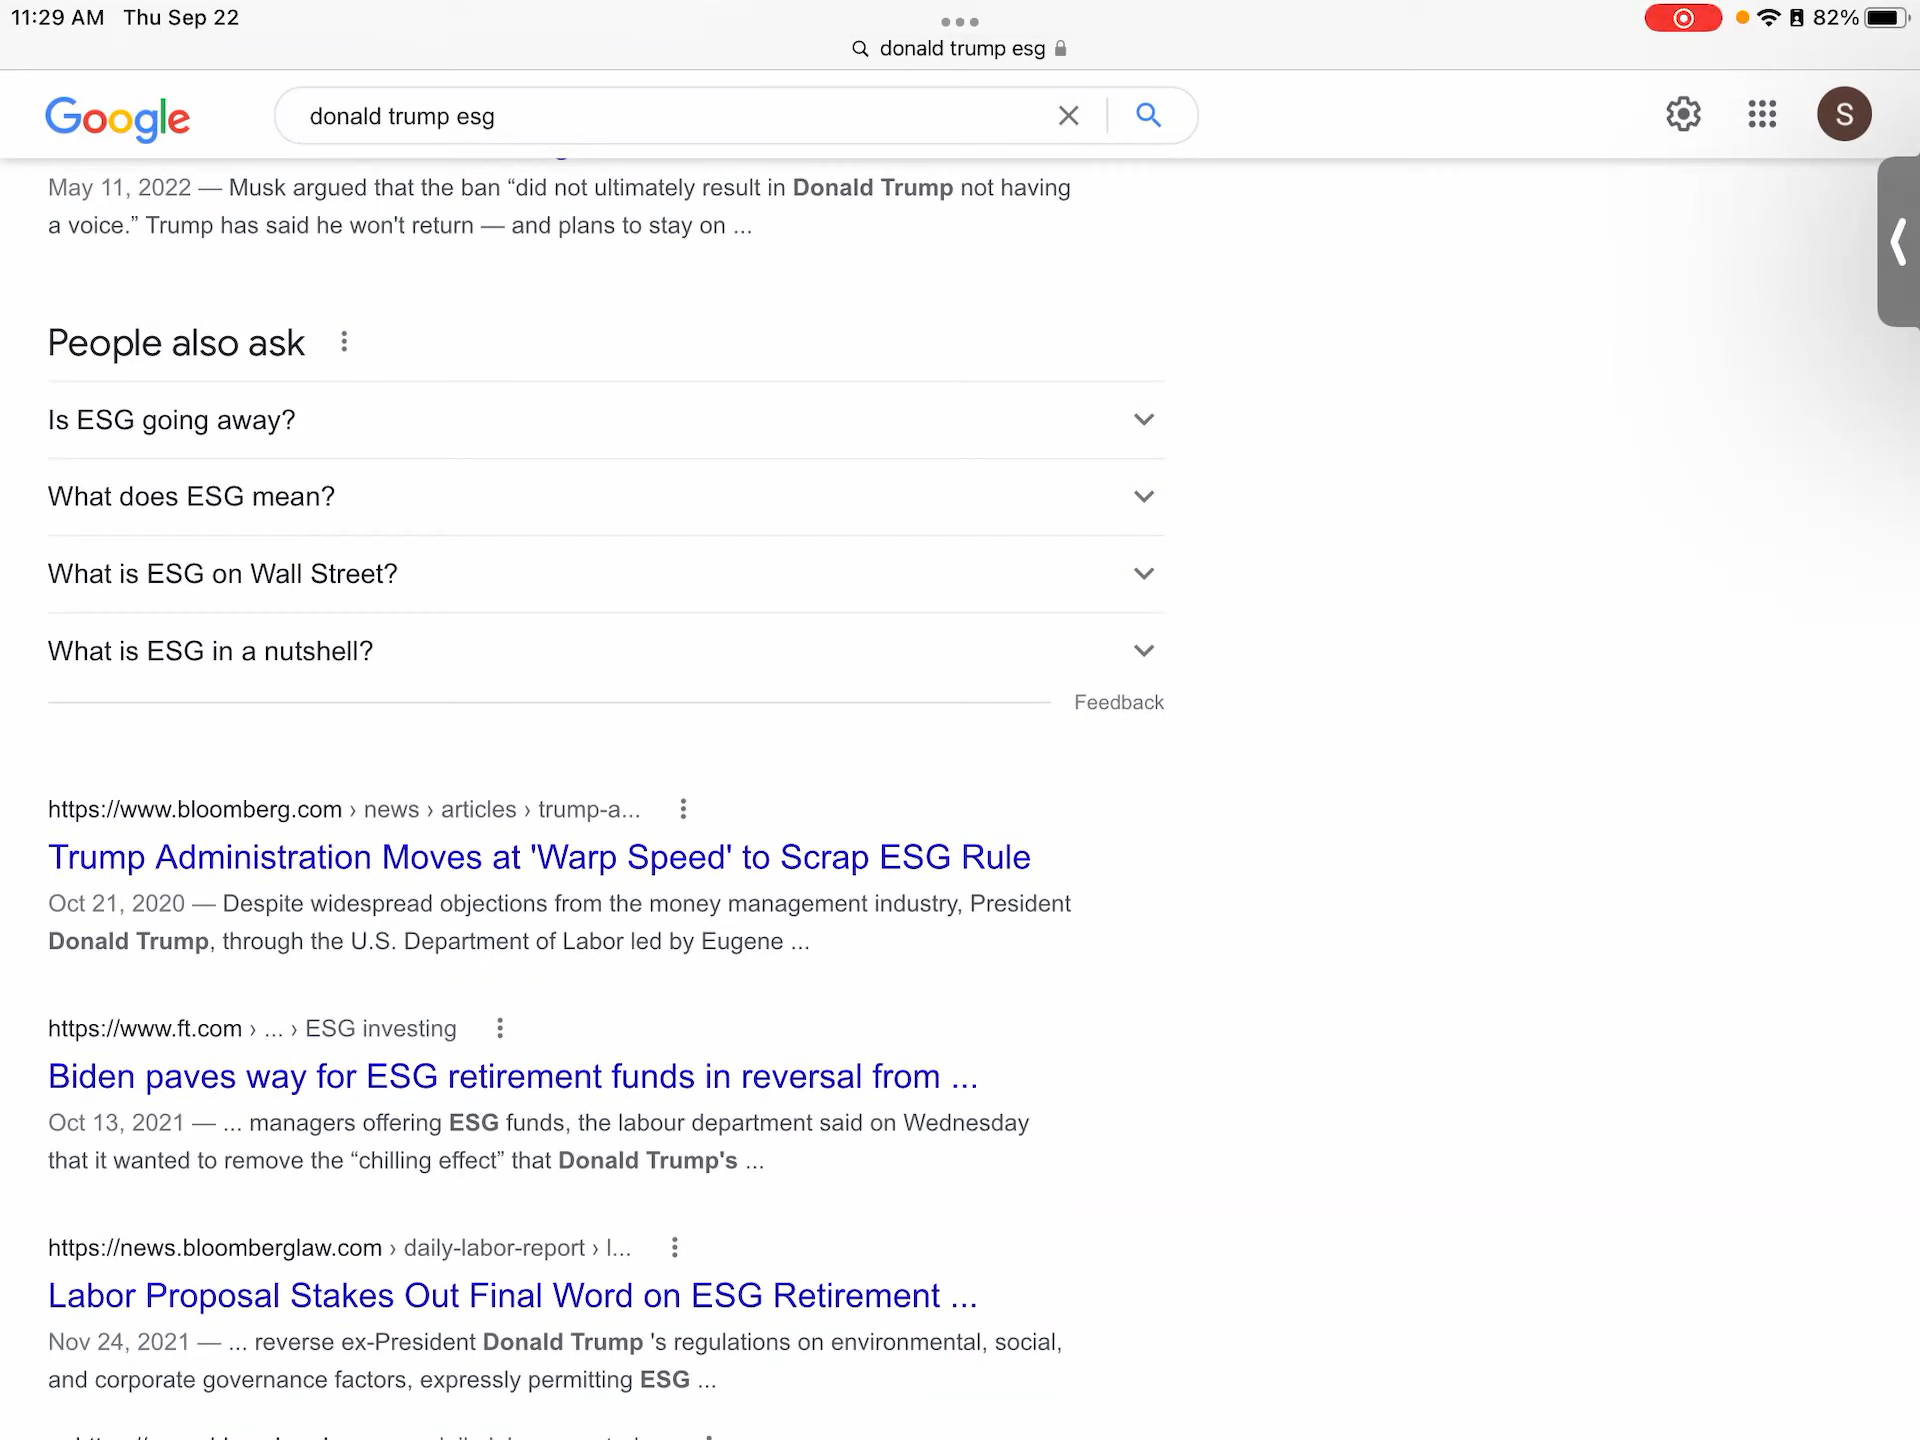 11:29 AM Thu Sep 22
82%
donald trump esg
Google
donald trump esg
S
May 11, 2022 — Musk argued that the ban “did not ultimately result in Donald Trump not having
a voice.” Trump has said he won't return — and plans to stay on ...
People also ask
Is ESG going away?
What does ESG mean?
What is ESG on Wall Street?
What is ESG in a nutshell?
Feedback
https://www.bloomberg.com › news › articles › trump-a...
Trump Administration Moves at 'Warp Speed' to Scrap ESG Rule
Oct 21, 2020 — Despite widespread objections from the money management industry, President
Donald Trump, through the U.S. Department of Labor led by Eugene ...
https://www.ft.com › ... › ESG investing
Biden paves way for ESG retirement funds in reversal from ...
Oct 13, 2021 — ... managers offering ESG funds, the labour department said on Wednesday
that it wanted to remove the “chilling effect” that Donald Trump's ...
https://news.bloomberglaw.com › daily-labor-report › l...
Labor Proposal Stakes Out Final Word on ESG Retirement ...
Nov 24, 2021 — ... reverse ex-President Donald Trump 's regulations on environmental, social,
and corporate governance factors, expressly permitting ESG ...